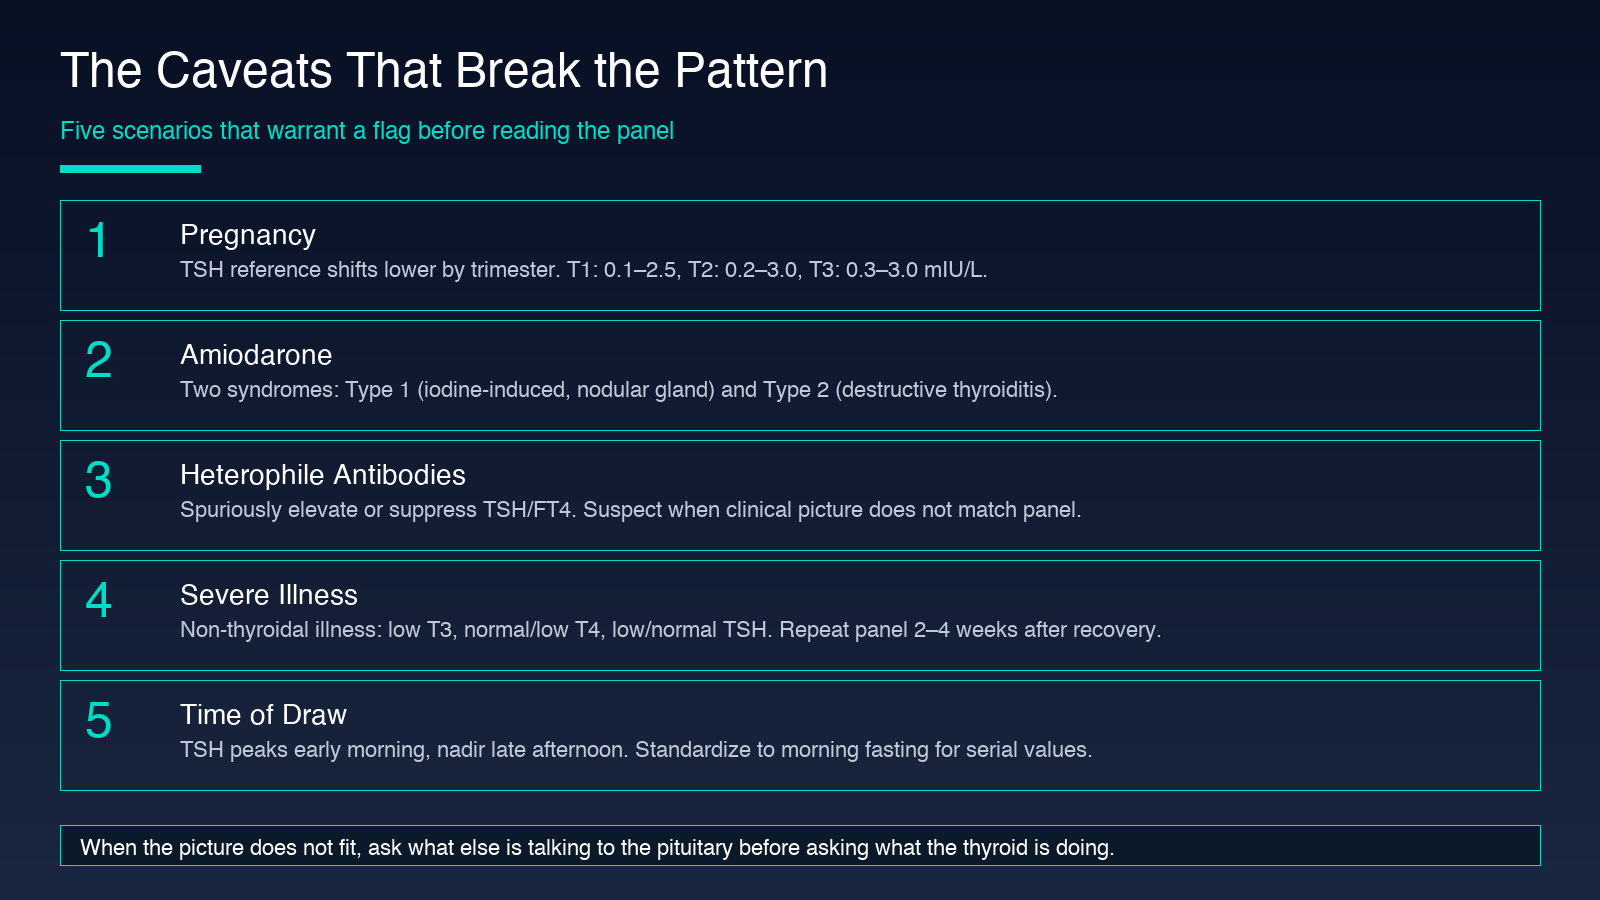 The Caveats That Break the Pattern
Five scenarios that warrant a flag before reading the panel
1
Pregnancy
TSH reference shifts lower by trimester. T1: 0.1–2.5, T2: 0.2–3.0, T3: 0.3–3.0 mIU/L.
2
Amiodarone
Two syndromes: Type 1 (iodine-induced, nodular gland) and Type 2 (destructive thyroiditis).
3
Heterophile Antibodies
Spuriously elevate or suppress TSH/FT4. Suspect when clinical picture does not match panel.
4
Severe Illness
Non-thyroidal illness: low T3, normal/low T4, low/normal TSH. Repeat panel 2–4 weeks after recovery.
5
Time of Draw
TSH peaks early morning, nadir late afternoon. Standardize to morning fasting for serial values.
When the picture does not fit, ask what else is talking to the pituitary before asking what the thyroid is doing.